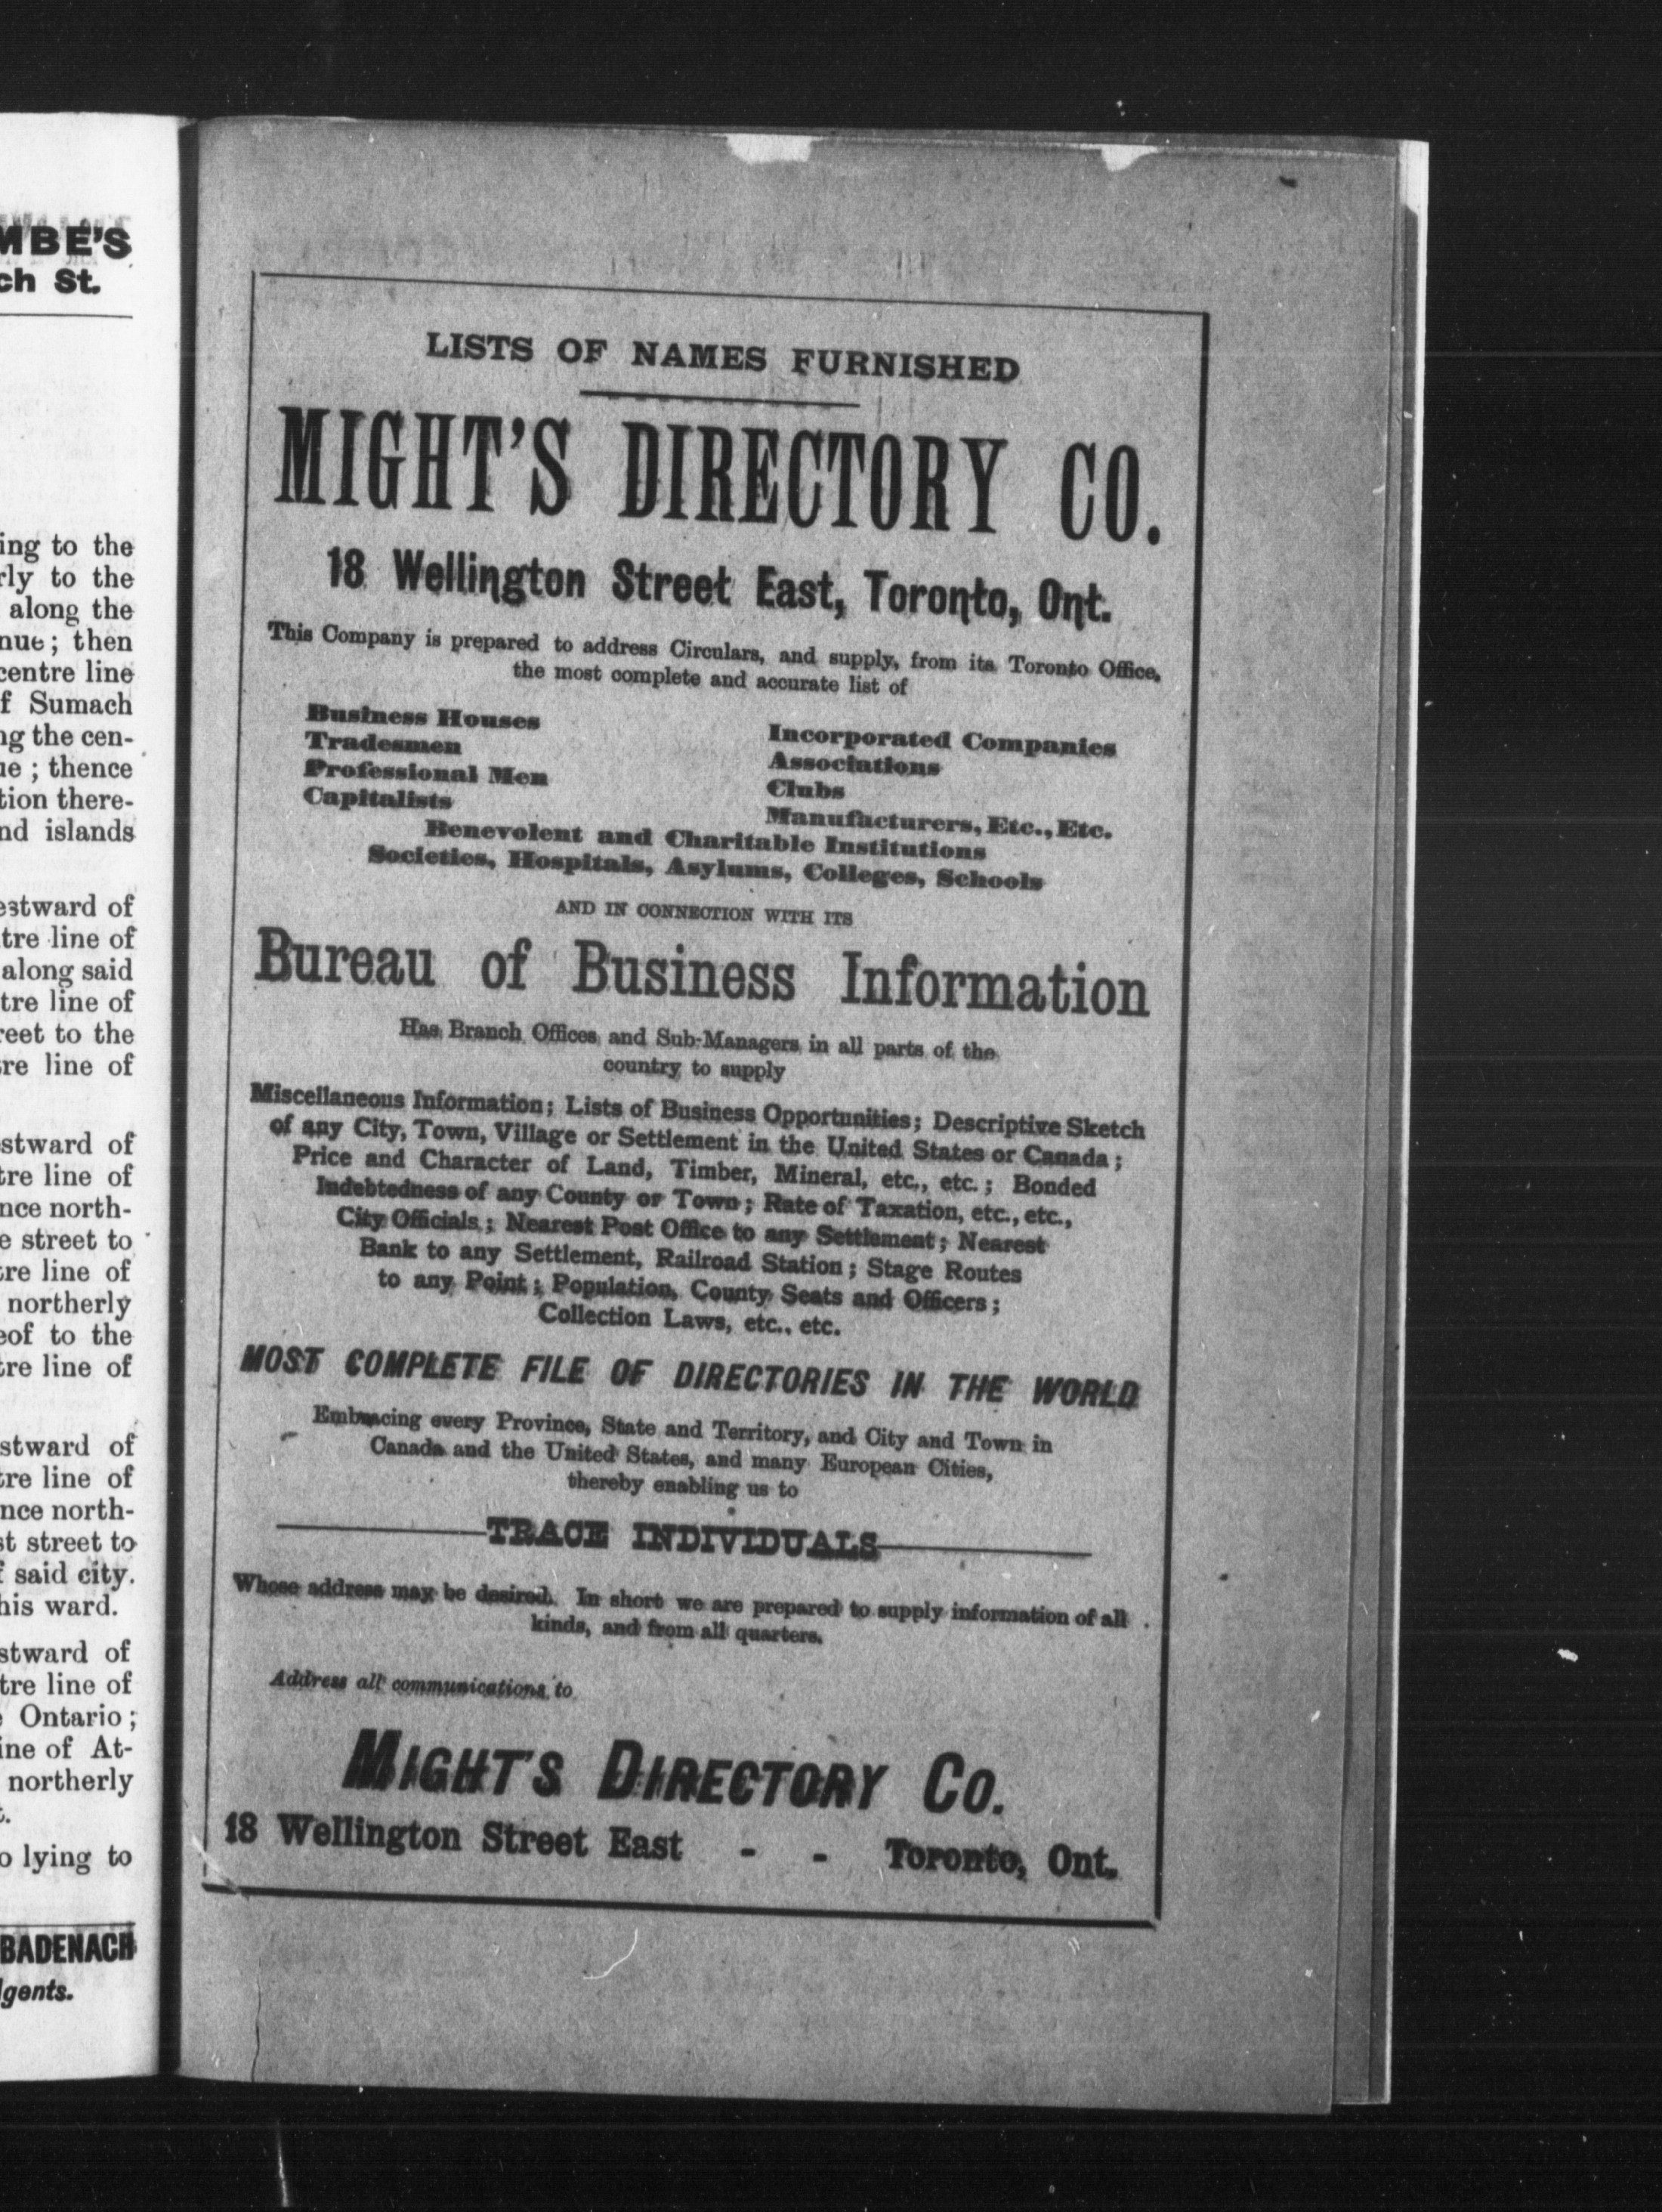 MBE'S
ch St.
ing to the
rly to the
along the
nue; then
centre line
f Sumach
ng the cen-
ue; thence
tion there-
nd islands
estward of
tre line of
along said
tre line of
reet to the
tre line of
stward of
tre line of
nce north-
e street to
tre line of
northerly
eof to the
tre line of
stward of
tre line of
nce north-
st street to
f said city.
his ward.
stward of
tre line of
Ontario;
ine of At-
northerly
t.
o lying to
BADENACH
Agents.
LISTS OF NAMES FURNISHED
MIGHT'S DIRECTORY CO.
18 Wellington Street East, Toronto, Ont.
This Company is prepared to address Circulars, and supply, from its Toronto Office,
the most complete and accurate list of
Business Houses
Tradesmen
Professional Men
Capitalists
Incorporated Companies
Associations
Clubs
Manufacturers, Etc., Etc.
Benevolent and Charitable Institutions
Societies, Hospitals, Asylums, Colleges, Schools
AND IN CONNECTION WITH ITS
Bureau of Business Information
Has Branch Offices and Sub-Managers in all parts of the
country to supply
Miscellaneous Information; Lists of Business Opportunities; Descriptive Sketch
of any City, Town, Village or Settlement in the United States or Canada;
Price and Character of Land, Timber, Mineral, etc., etc.; Bonded
Indebtedness of any County or Town; Rate of Taxation, etc., etc.,
City Officials; Nearest Post Office to any Settlement; Nearest
Bank to any Settlement, Railroad Station; Stage Routes
to any Point; Population, County Seats and Officers;
Collection Laws, etc., etc.
MOST COMPLETE FILE OF DIRECTORIES IN THE WORLD
Embracing every Province, State and Territory, and City and Town in
Canada and the United States, and many European Cities,
thereby enabling us to
TRACE INDIVIDUALS
Whose address may be desired. In short we are prepared to supply information of all
kinds, and from all quarters.
Address all communications to
MIGHT'S DIRECTORY CO.
18 Wellington Street East - - Toronto, Ont.